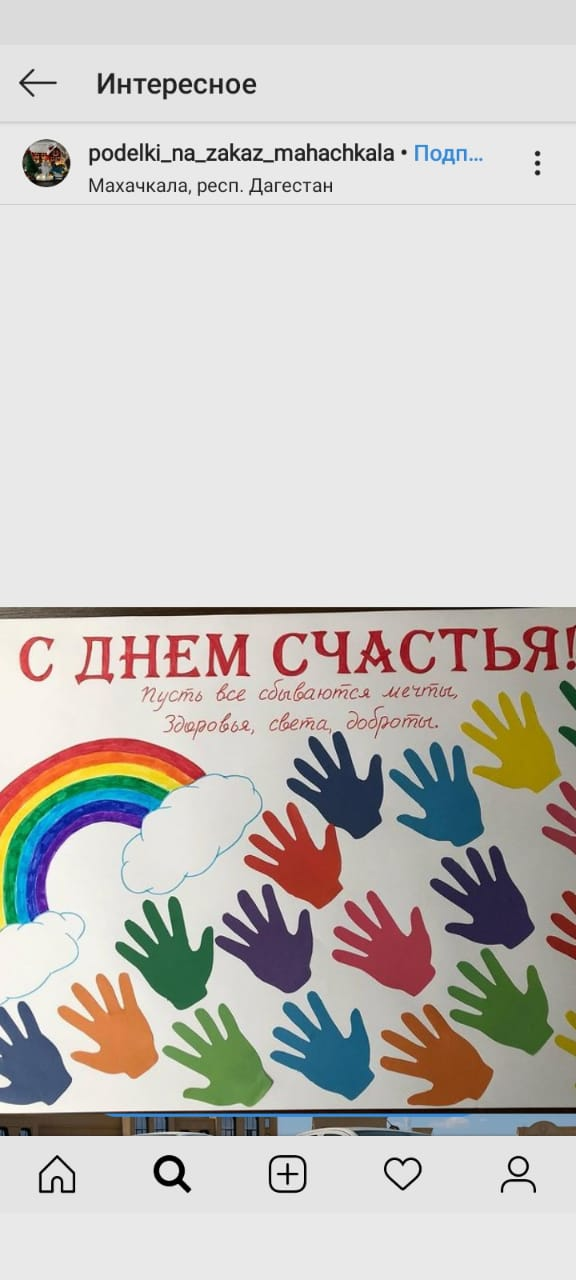 Интересное
podelki_na_zakaz_mahachkala • Подп...
Махачкала, респ. Дагестан
С ДНЕМ СЧАСТЬЯ!
Пусть все сбываются мечты,
Здоровья, света, доброты.